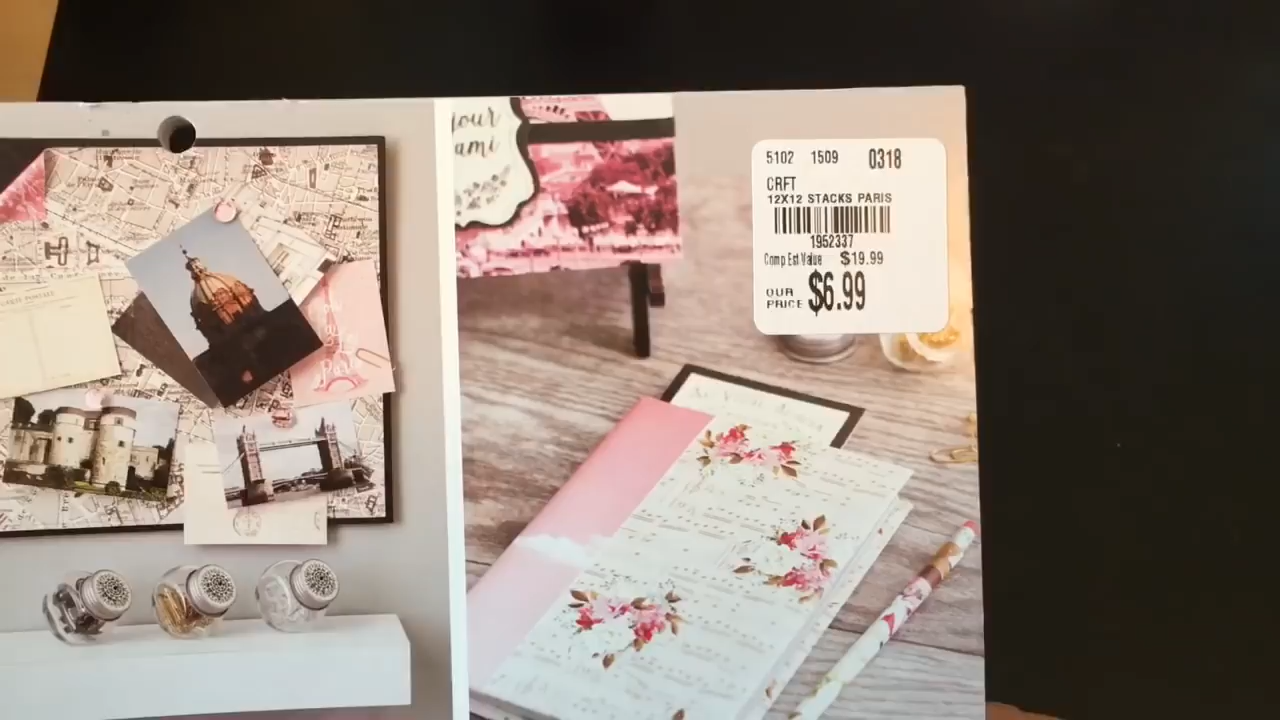 jour
ami
5102 1509 0318
CRFT
12X12 STACKS PARIS
1952337
Comp Est Value $19.99
OUR
PRICE $6.99
Paris